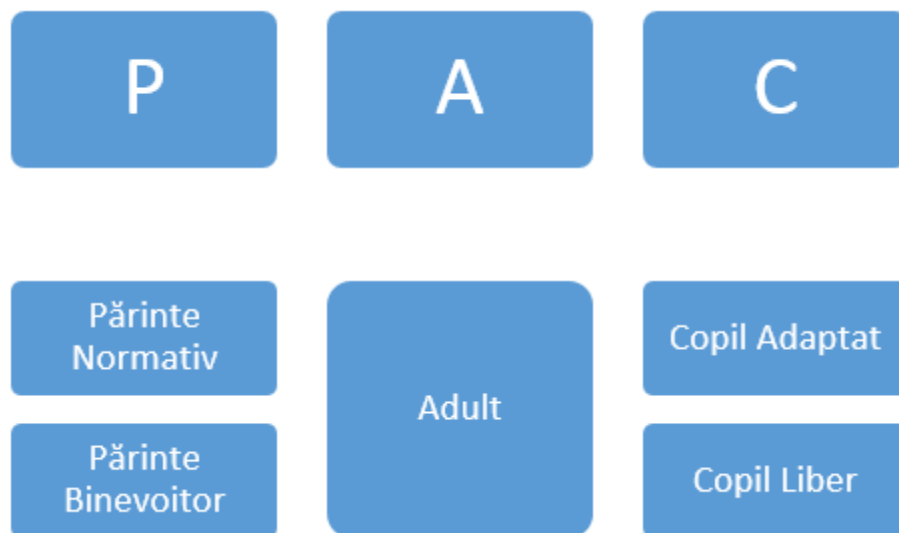 P
A
C
Părinte
Normativ
Părinte
Binevoitor
Adult
Copil Adaptat
Copil Liber